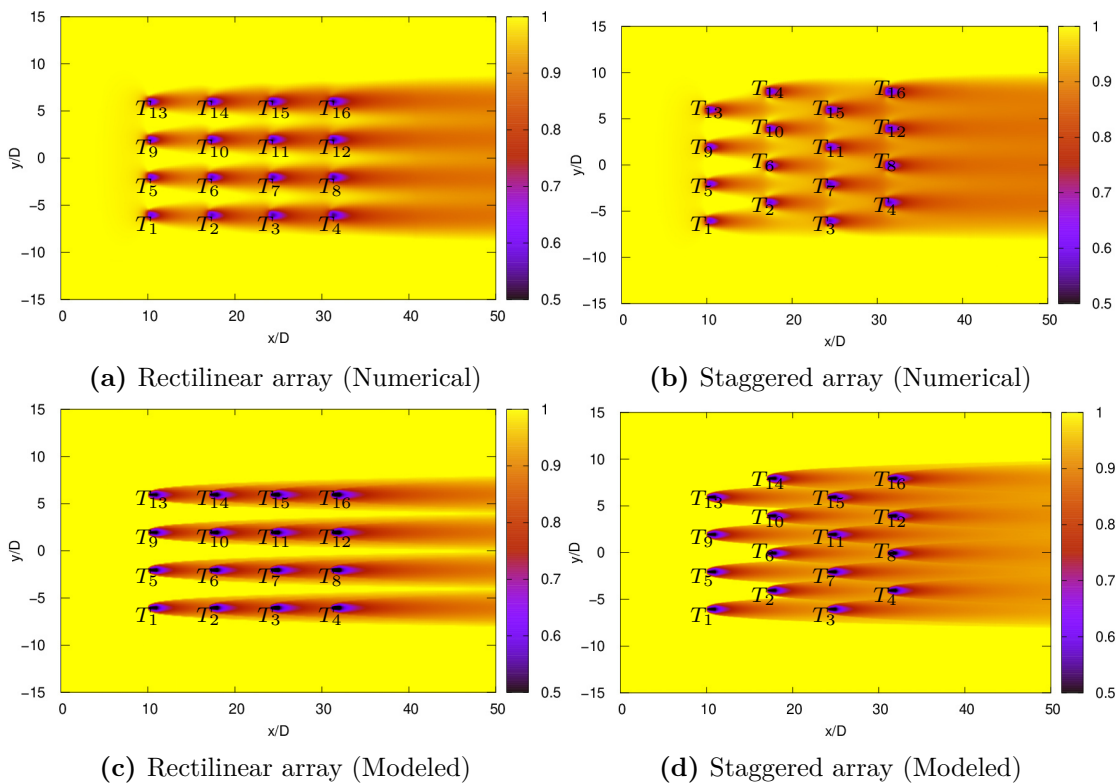 15 1
10 0.9
5 0.8
0 0.7
−5 0.6
−10
−15 0.5
y/D
T13 T14 T15 T16
T9 T10 T11 T12
T5 T6 T7 T8
T1 T2 T3 T4
0 10 20 30 40 50
x/D
(a) Rectilinear array (Numerical)
15 1
10 0.9
5 0.8
0 0.7
−5 0.6
−10
−15 0.5
y/D
T14 T16
T13 T15
T10 T12
T9 T11
T6 T8
T5 T7
T2 T4
T1 T3
0 10 20 30 40 50
x/D
(b) Staggered array (Numerical)
15 1
10 0.9
5 0.8
0 0.7
−5 0.6
−10
−15 0.5
y/D
T13 T14 T15 T16
T9 T10 T11 T12
T5 T6 T7 T8
T1 T2 T3 T4
0 10 20 30 40 50
x/D
(c) Rectilinear array (Modeled)
15 1
10 0.9
5 0.8
0 0.7
−5 0.6
−10
−15 0.5
y/D
T14 T16
T13 T15
T10 T12
T9 T11
T6 T8
T5 T7
T2 T4
T1 T3
0 10 20 30 40 50
x/D
(d) Staggered array (Modeled)